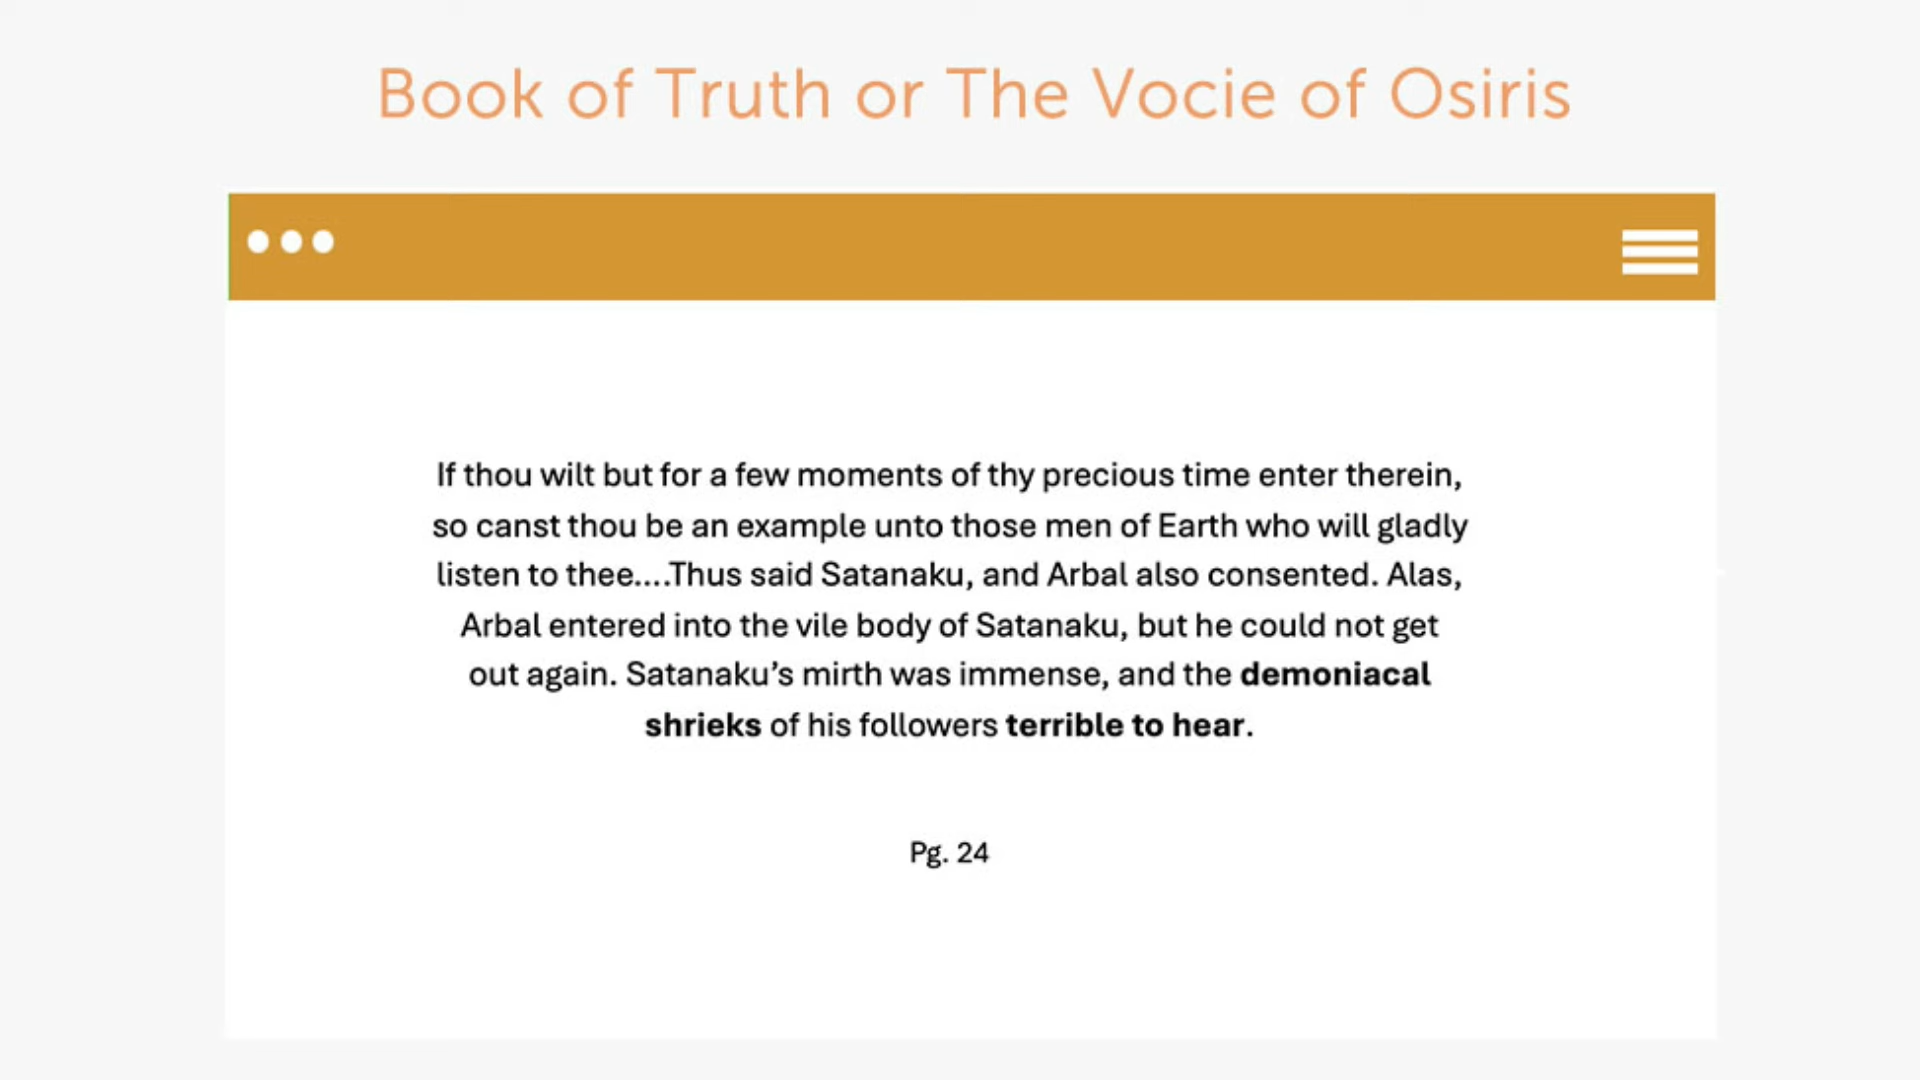 Book of Truth or The Vocie of Osiris
If thou wilt but for a few moments of thy precious time enter therein,
so canst thou be an example unto those men of Earth who will gladly
listen to thee....Thus said Satanaku, and Arbal also consented. Alas,
Arbal entered into the vile body of Satanaku, but he could not get
out again. Satanaku's mirth was immense, and the demoniacal
shrieks of his followers terrible to hear.
Pg. 24